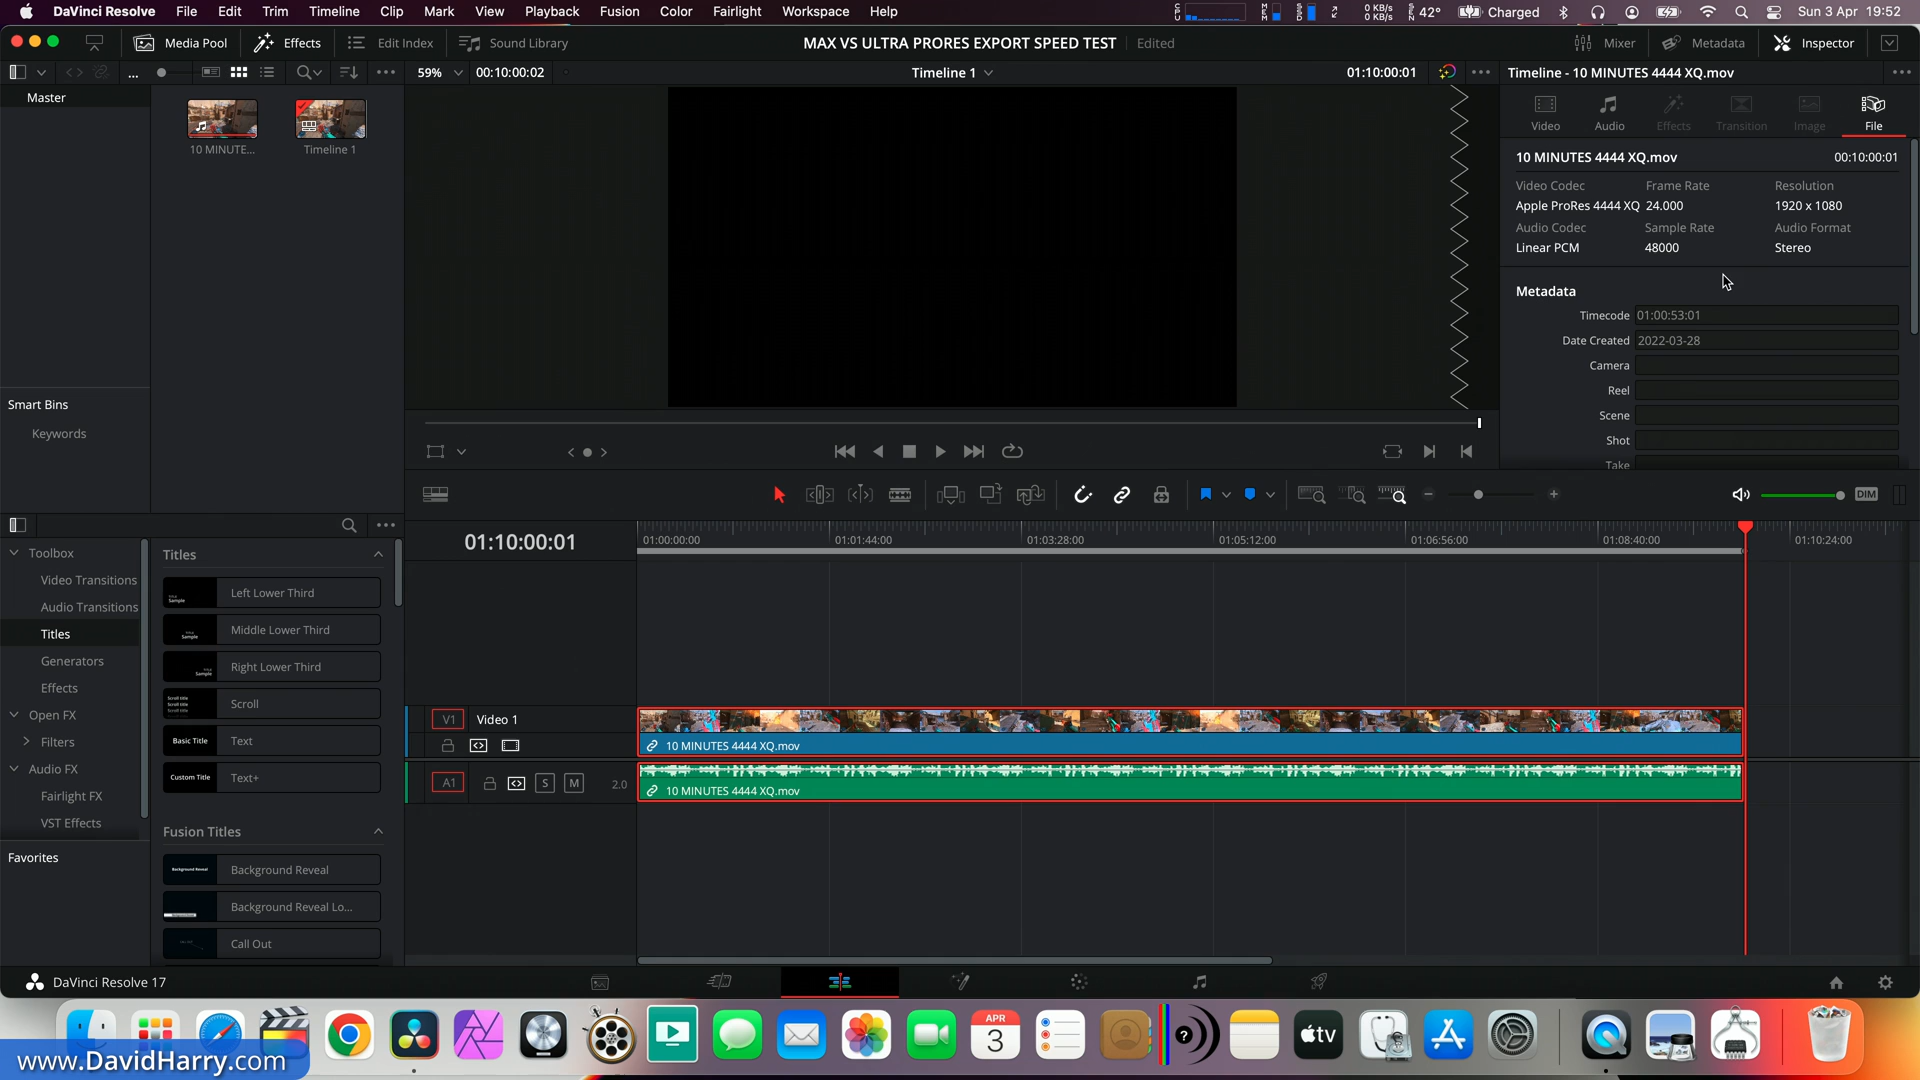 DaVinci Resolve File Edit Trim Timeline Clip Mark View Playback Fusion Color Fairlight Workspace Help 0 KB/s 0 KB/s 42° Charged Sun 3 Apr 19:52
Media Pool Effects Edit Index Sound Library MAX VS ULTRA PRORES EXPORT SPEED TEST Edited Mixer Metadata Inspector
59% 00:10:00:02 Timeline 1 01:10:00:01 Timeline - 10 MINUTES 4444 XQ.mov
Master
10 MINUTE... Timeline 1
Video Audio Effects Transition Image File
10 MINUTES 4444 XQ.mov 00:10:00:01
Video Codec Frame Rate Resolution
Apple ProRes 4444 XQ 24.000 1920 x 1080
Audio Codec Sample Rate Audio Format
Linear PCM 48000 Stereo
Metadata
Timecode 01:00:53:01
Date Created 2022-03-28
Camera
Reel
Scene
Shot
Take
Smart Bins
Keywords
DIM
01:10:00:01
01:00:00:00 01:01:44:00 01:03:28:00 01:05:12:00 01:06:56:00 01:08:40:00 01:10:24:00
Toolbox
Video Transitions
Audio Transitions
Titles
Generators
Effects
Open FX
Filters
Audio FX
Fairlight FX
VST Effects
Favorites
Titles
Left Lower Third
Middle Lower Third
Right Lower Third
Scroll
Basic Title Text
Custom Title Text+
Fusion Titles
Background Reveal Background Reveal
Background Reveal Lo...
Call Out
V1 Video 1
10 MINUTES 4444 XQ.mov
A1 S M 2.0
10 MINUTES 4444 XQ.mov
DaVinci Resolve 17
APR
3
tv
www.DavidHarry.com